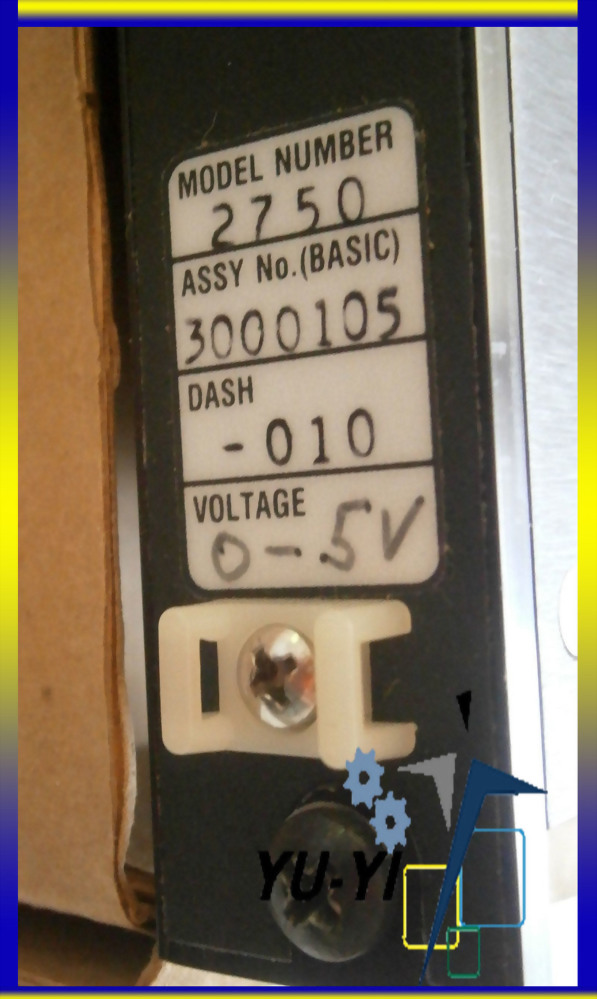 MODEL NUMBER
2750
ASSY No.(BASIC)
3000105
DASH
-010
VOLTAGE
0-5V
YU-YI